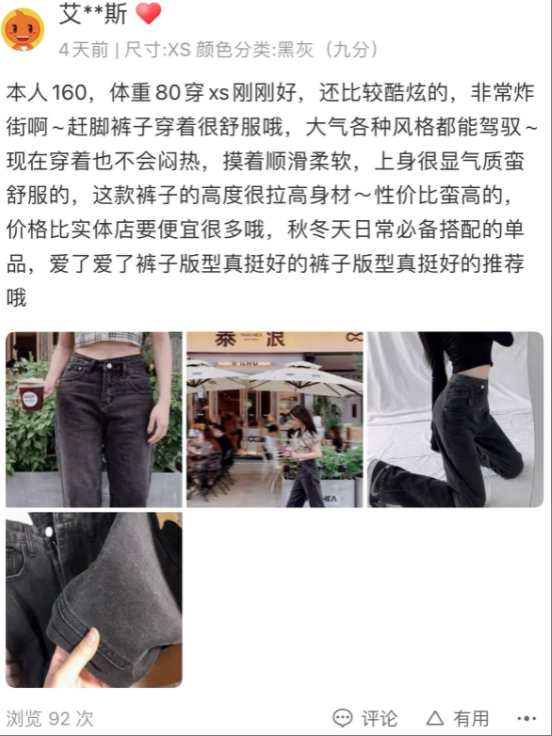 艾**斯
4天前 | 尺寸:XS 颜色分类:黑灰（九分）
本人160，体重80穿xs刚刚好，还比较酷炫的，非常炸
街啊~赶脚裤子穿着很舒服哦，大气各种风格都能驾驭~
现在穿着也不会闷热，摸着顺滑柔软，上身很显气质蛮
舒服的，这款裤子的高度很拉高身材~性价比蛮高的，
价格比实体店要便宜很多哦，秋冬天日常必备搭配的单
品，爱了爱了裤子版型真挺好的裤子版型真挺好的推荐
哦
泰 浪
HEA
浏览 92 次
评论
有用